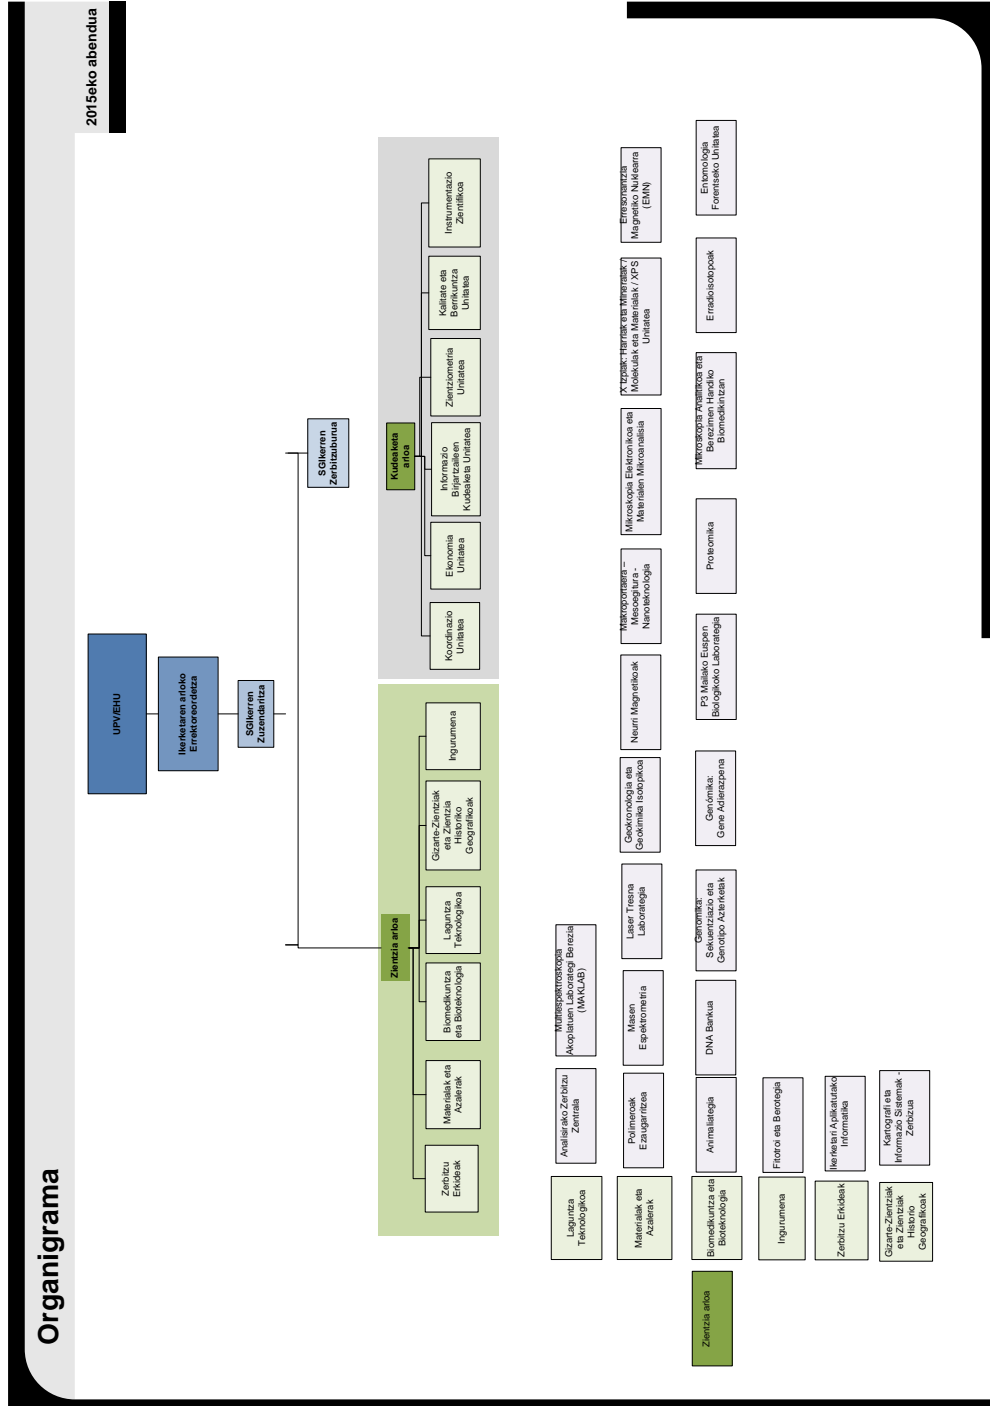 Organigrama
2015eko abendua
UPV/EHU
Ikerketaren arloko
Errektoreordetza
SGIkerren
Zuzendaritza
SGIkerren
Zerbitzuburua
Zientzia arloa
Kudeaketa
arloa
Zerbitzu
Erkideak
Materialak eta
Azalerak
Biomedikuntza
eta Bioteknologia
Laguntza
Teknologikoa
Gizarte-Zientziak
eta Zientzia
Historiko
Geografikoak
Ingurumena
Koordinazio
Unitatea
Ekonomia
Unitatea
Informazio
Birjartzaileen
Kudeaketa Unitatea
Zientziometria
Unitatea
Kalitate eta
Berrikuntza
Unitatea
Instrumentazio
Zientifikoa
Laguntza
Teknologikoa
Analisirako Zerbitzu
Zentrala
Multiespektroskopia
Akoplatuen Laborategi Berezia
(MAKLAB)
Materialak eta
Azalerak
Polimeroak
Ezaugarritzea
Masen
Espektrometria
Laser Tresna
Laborategia
Geokronologia eta
Geokimika Isotopikoa
Neurri Magnetikoak
Makroportaera –
Mesoegitura -
Nanoteknologia
Mikroskopia Elektronikoa eta
Materialen Mikroanalisia
X Izpiak: Harriak eta Mineralak /
Molekulak eta Materialak / XPS
Unitatea
Erresonantzia
Magnetiko Nuklearra
(EMN)
Zientzia arloa
Biomedikuntza eta
Bioteknologia
Animaliategia
DNA Bankua
Genomika:
Sekuentziazio eta
Genotipo Azterketak
Genómika:
Gene Adierazpena
P3 Mailako Euspen
Biologikoko Laborategia
Proteomika
Mikroskopia Analitikoa eta
Berezimen Handiko
Biomedikintzan
Erradioisotopoak
Entomologia
Forentseko Unitatea
Ingurumena
Fitotroi eta Berotegia
Zerbitzu Erkideak
Ikerketari Aplikatutako
Informatika
Gizarte-Zientziak
eta Zientziak
Historio
Geografikoak
Kartografi eta
Informazio Sistemak -
Zerbizua